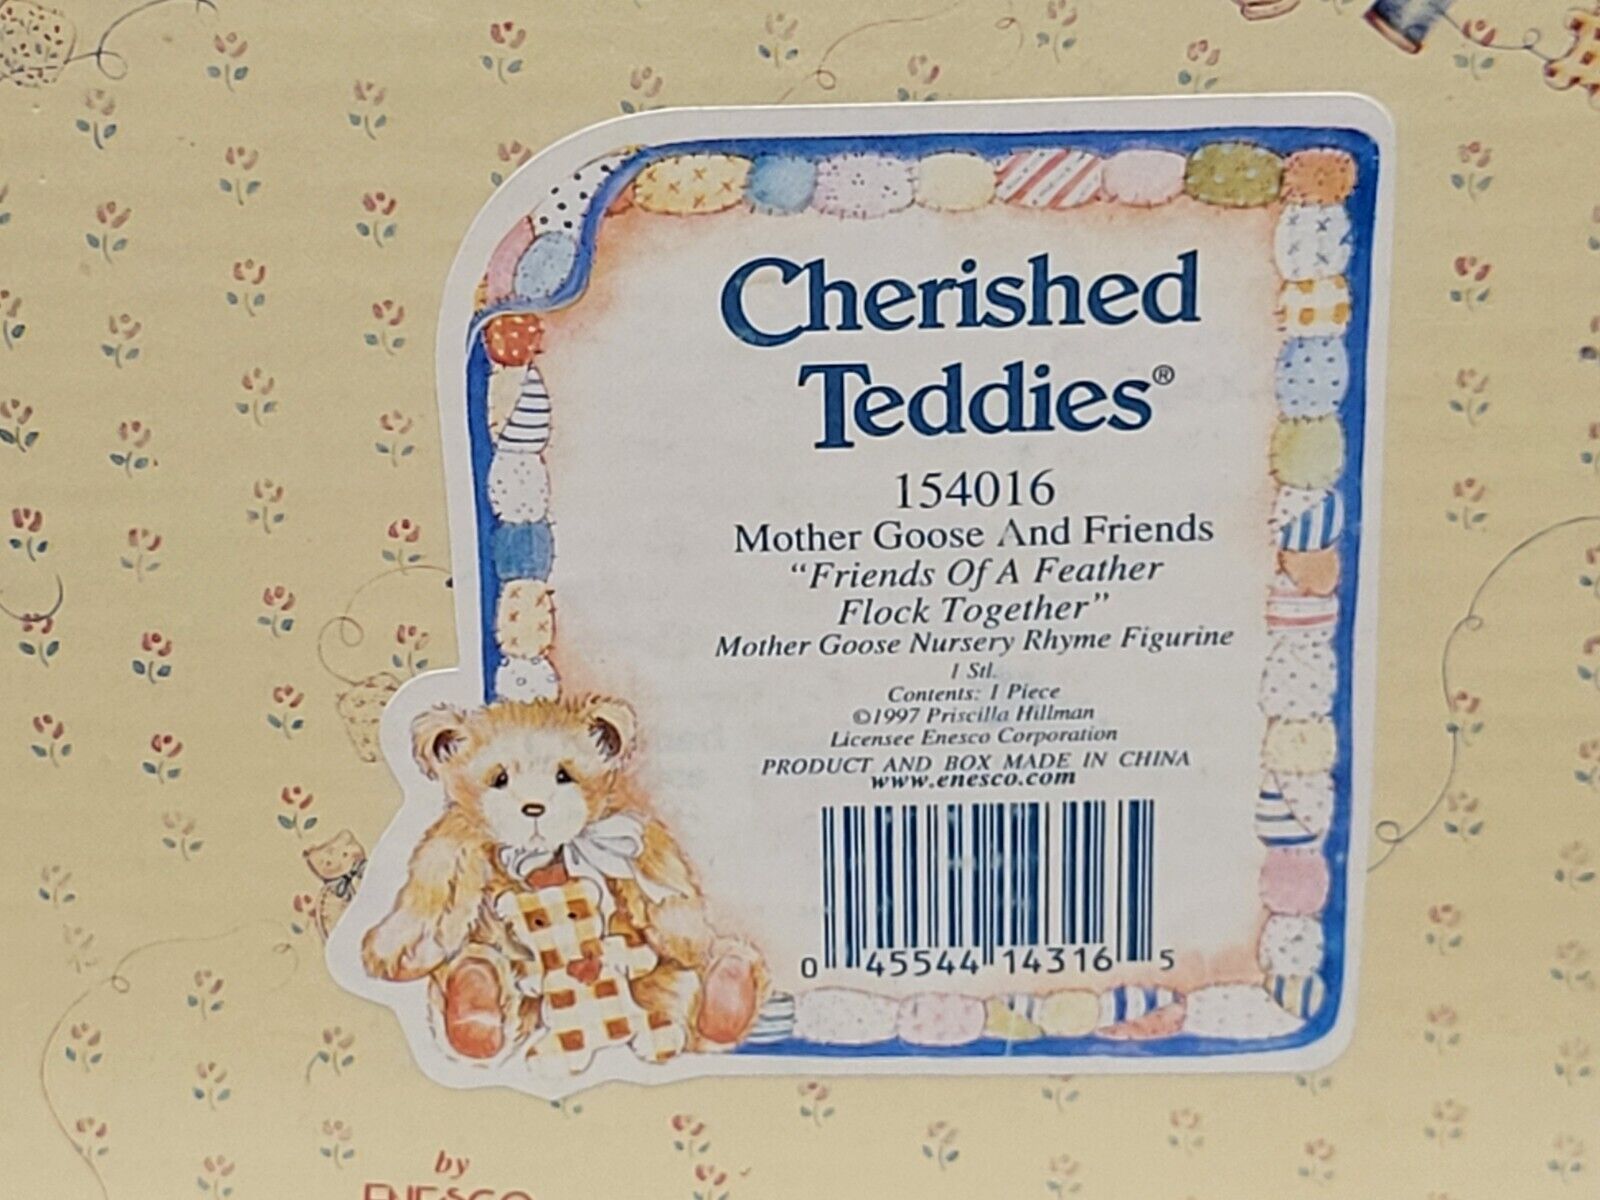 Cherished
Teddies®
154016
Mother Goose And Friends
“Friends Of A Feather
Flock Together”
Mother Goose Nursery Rhyme Figurine
1 Stl.
Contents: 1 Piece
©1997 Priscilla Hillman
Licensee Enesco Corporation
PRODUCT AND BOX MADE IN CHINA
www.enesco.com
0 45544 14316 5
by
ENESCO